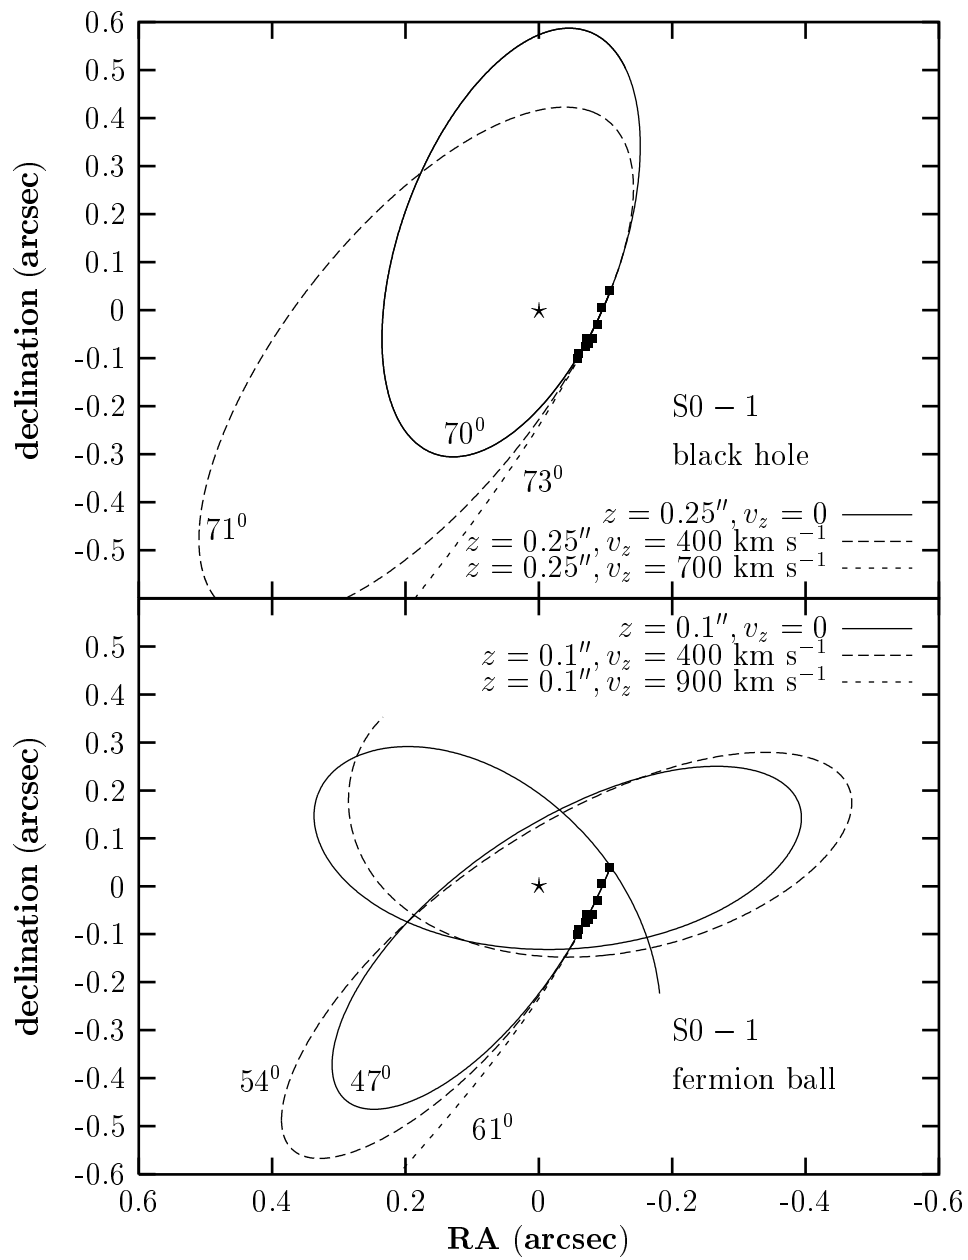 0.6
0.5
0.4
0.3
0.2
0.1
0
-0.1
-0.2
-0.3
-0.4
-0.5
declination (arcsec)
70⁰
73⁰
71⁰
S0 − 1
black hole
z = 0.25″, v_z = 0
z = 0.25″, v_z = 400 km s⁻¹
z = 0.25″, v_z = 700 km s⁻¹
z = 0.1″, v_z = 0
z = 0.1″, v_z = 400 km s⁻¹
z = 0.1″, v_z = 900 km s⁻¹
0.5
0.4
0.3
0.2
0.1
0
-0.1
-0.2
-0.3
-0.4
-0.5
-0.6
declination (arcsec)
S0 − 1
fermion ball
54⁰
47⁰
61⁰
0.6 0.4 0.2 0 -0.2 -0.4 -0.6
RA (arcsec)